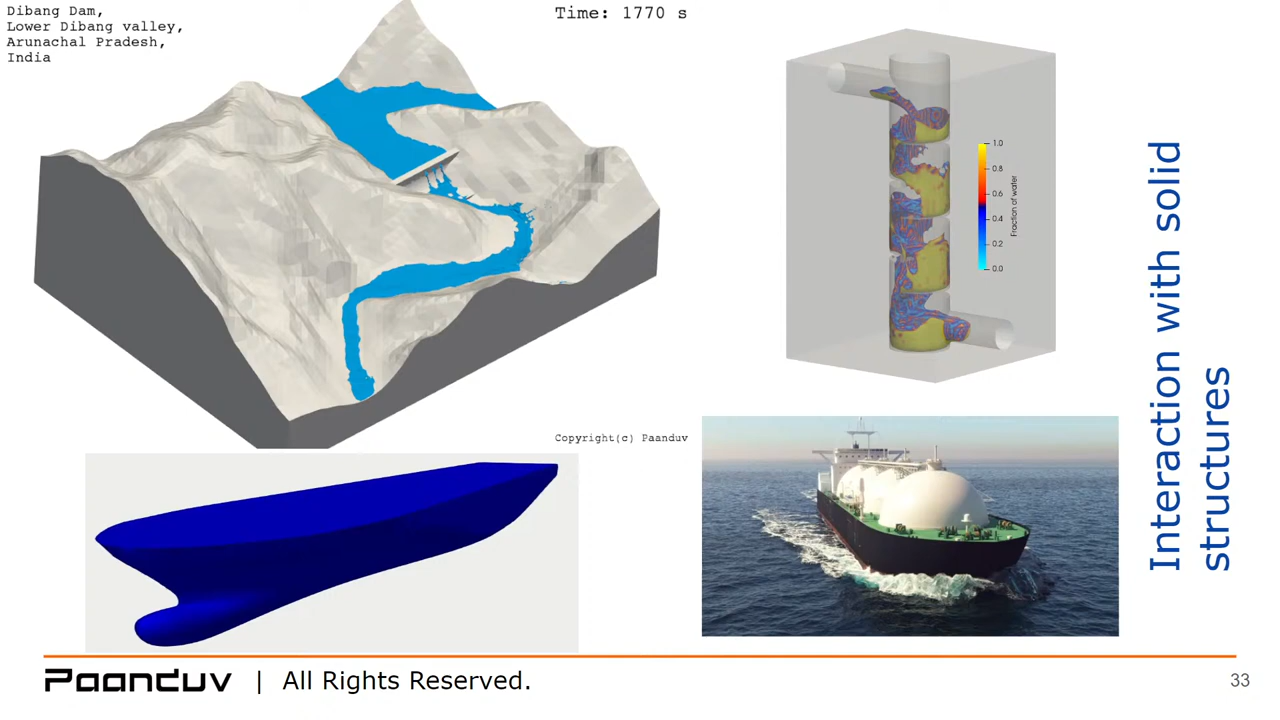 Dibang Dam,
Lower Dibang valley,
Arunachal Pradesh,
India
Time: 1770 s
1.0
0.8
0.6
0.4
0.2
0.0
Fraction of water
Interaction with solid
structures
Copyright(c) Paanduv
Paanduv | All Rights Reserved.
33